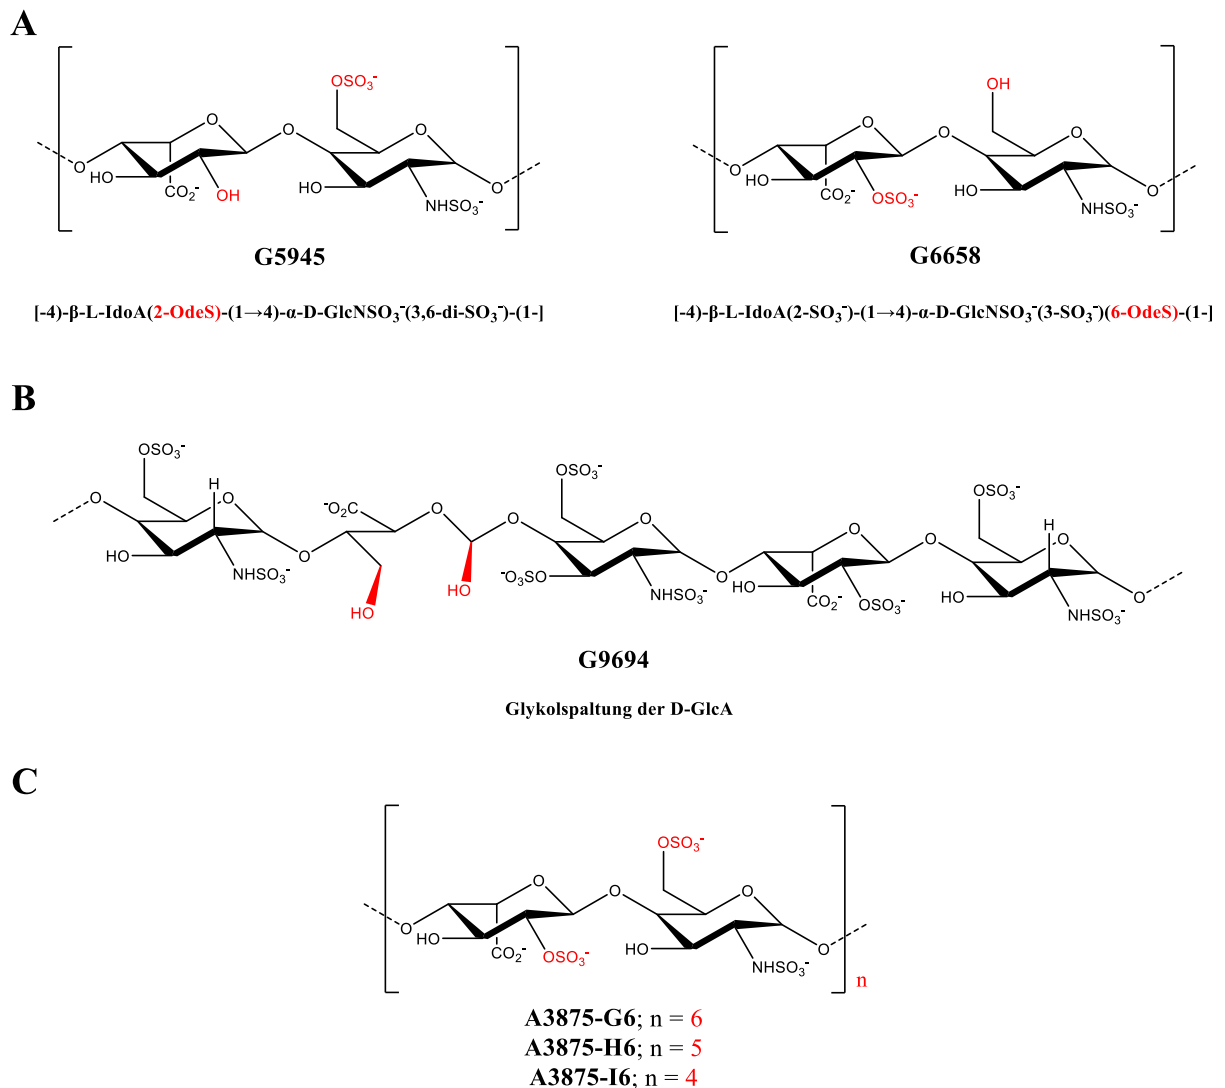 A
OSO₃⁻
O
O
O
O
HO
CO₂⁻
OH
HO
NHSO₃⁻
O
G5945
[-4)-β-L-IdoA(2-OdeS)-(1→4)-α-D-GlcNSO₃⁻(3,6-di-SO₃⁻)-(1-]
OH
O
O
O
O
HO
CO₂⁻
OSO₃⁻
HO
NHSO₃⁻
O
G6658
[-4)-β-L-IdoA(2-SO₃⁻)-(1→4)-α-D-GlcNSO₃⁻(3-SO₃⁻)(6-OdeS)-(1-]
B
OSO₃⁻
H
O
O
HO
NHSO₃⁻
O
⁻O₂C
O
O
HO
HO
OSO₃⁻
O
⁻O₃SO
NHSO₃⁻
O
O
O
HO
CO₂⁻
OSO₃⁻
OSO₃⁻
H
O
HO
NHSO₃⁻
O
G9694
Glykolspaltung der D-GlcA
C
OSO₃⁻
O
O
O
O
HO
CO₂⁻
OSO₃⁻
HO
NHSO₃⁻
O
n
A3875-G6; n = 6
A3875-H6; n = 5
A3875-I6; n = 4